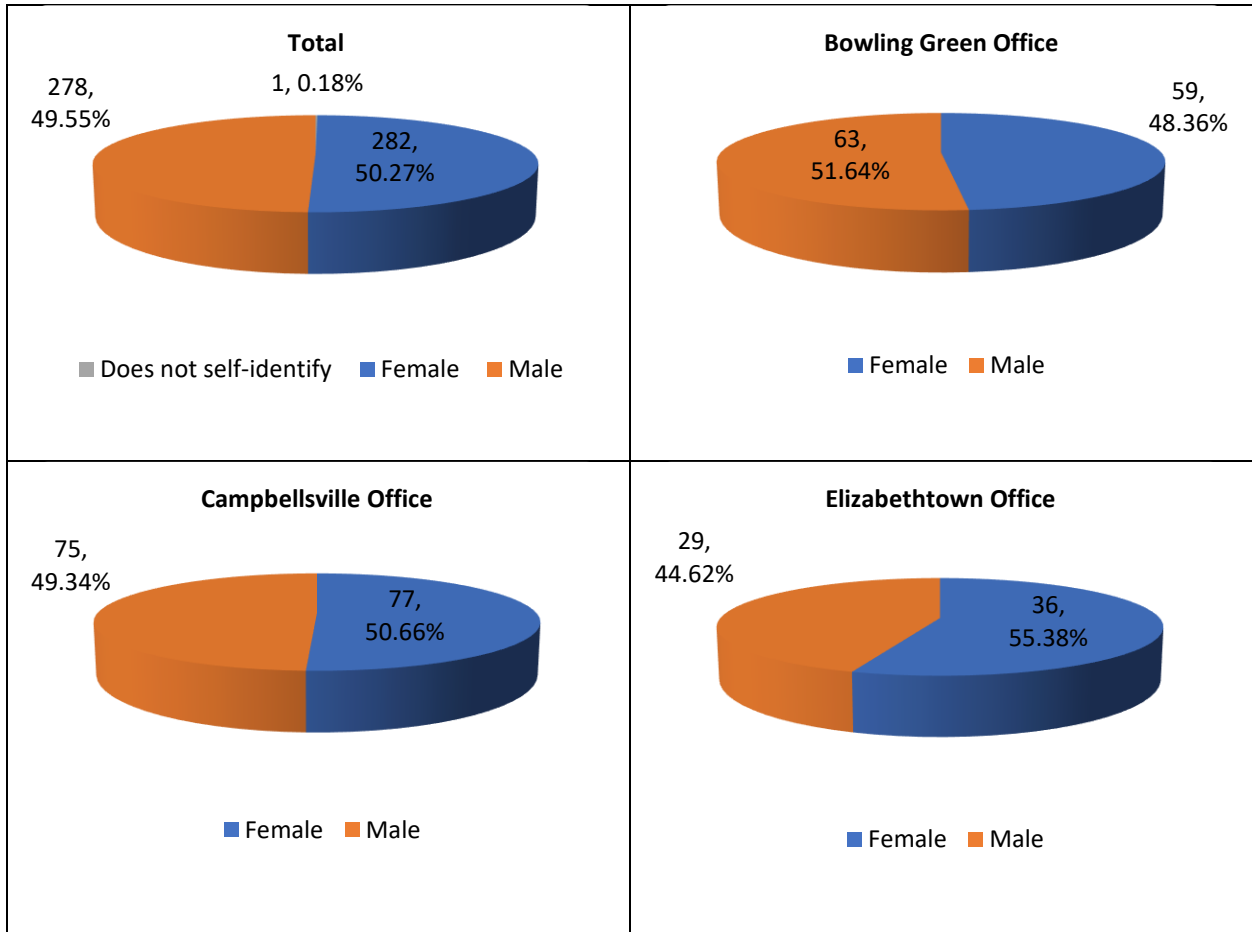 Total
1, 0.18%
278,
49.55%
282,
50.27%
Does not self-identify Female Male
Bowling Green Office
59,
48.36%
63,
51.64%
Female Male
Campbellsville Office
75,
49.34%
77,
50.66%
Female Male
Elizabethtown Office
29,
44.62%
36,
55.38%
Female Male